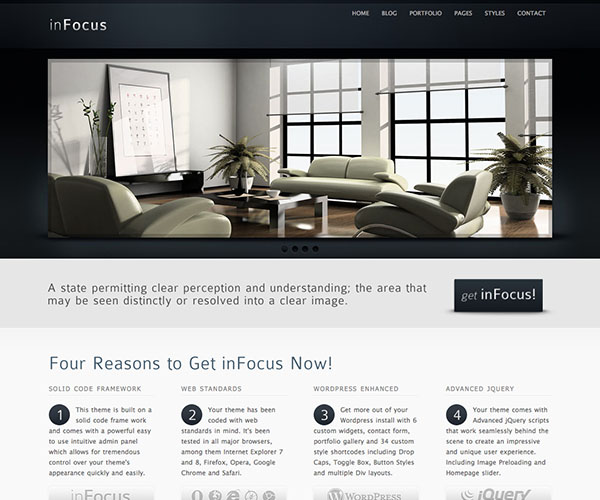 inFocus
HOME BLOG PORTFOLIO PAGES STYLES CONTACT
A state permitting clear perception and understanding; the area that
may be seen distinctly or resolved into a clear image.
get inFocus!
Four Reasons to Get inFocus Now!
SOLID CODE FRAMEWORK
1
This theme is built on a
solid code frame work
and comes with a powerful easy
to use intuitive admin panel
which allows for tremendous
control over your theme's
appearance quickly and easily.
inFocus
WEB STANDARDS
2
Your theme has been
coded with web
standards in mind. It's been
tested in all major browsers,
among them Internet Explorer 7
and 8, Firefox, Opera, Google
Chrome and Safari.
WORDPRESS ENHANCED
3
Get more out of your
Wordpress install with 6
custom widgets, contact form,
portfolio gallery and 34 custom
style shortcodes including Drop
Caps, Toggle Box, Button Styles
and multiple Div layouts.
WORDPRESS
ADVANCED JQUERY
4
Your theme comes with
Advanced jQuery scripts
that work seamlessly behind the
scene to create an impressive
and unique user experience.
Including Image Preloading and
Homepage slider.
jQuery